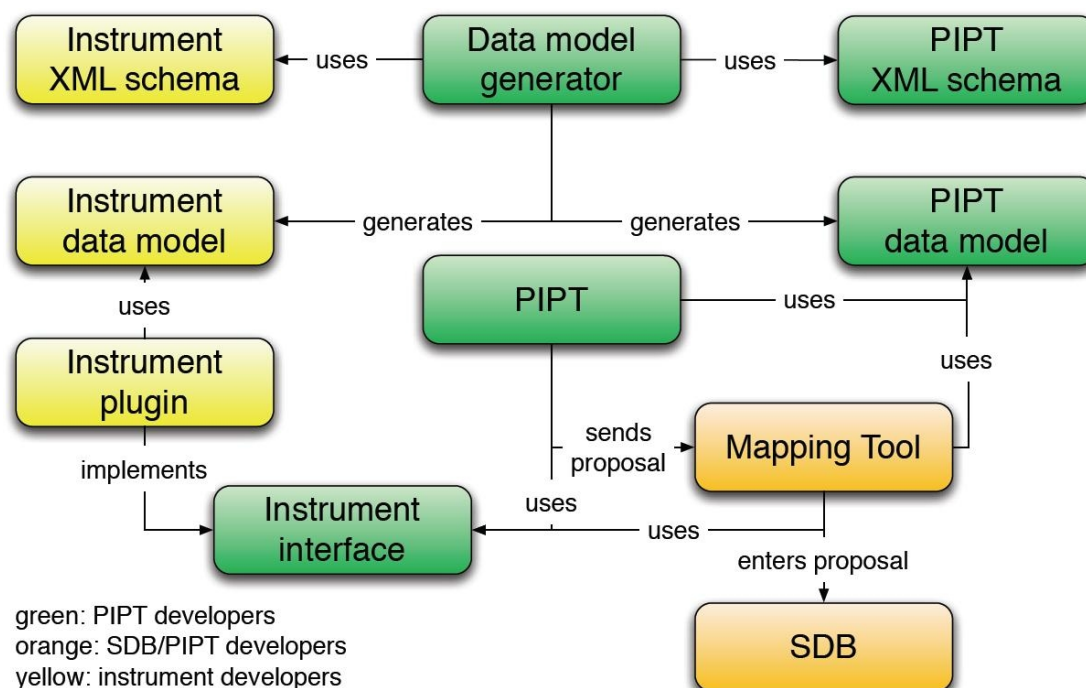 Instrument
XML schema
uses
Data model
generator
uses
PIPT
XML schema
Instrument
data model
generates
generates
PIPT
data model
uses
PIPT
uses
uses
Instrument
plugin
implements
sends
proposal
Mapping Tool
uses
uses
Instrument
interface
enters proposal
SDB
green: PIPT developers
orange: SDB/PIPT developers
yellow: instrument developers